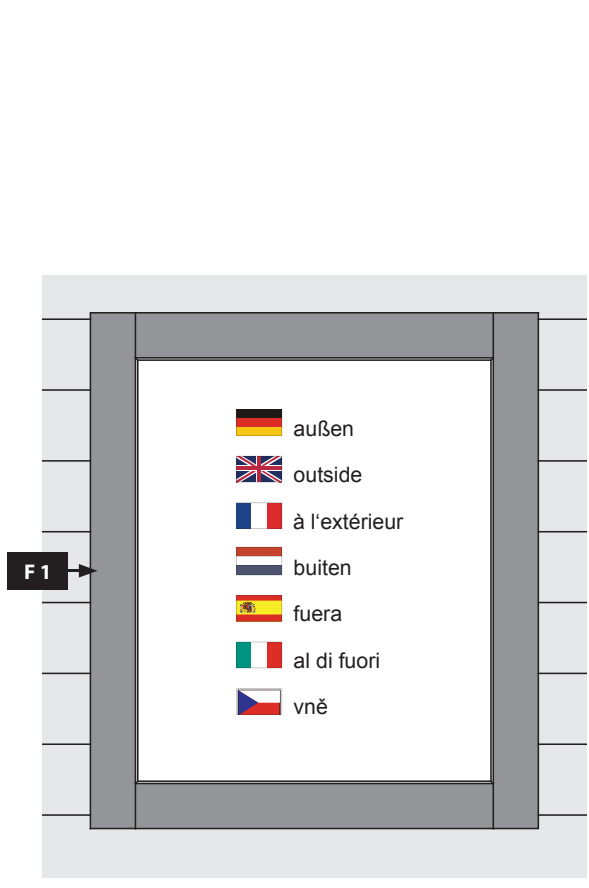 außen
outside
à l‘extérieur
F 1
buiten
fuera
al di fuori
vně